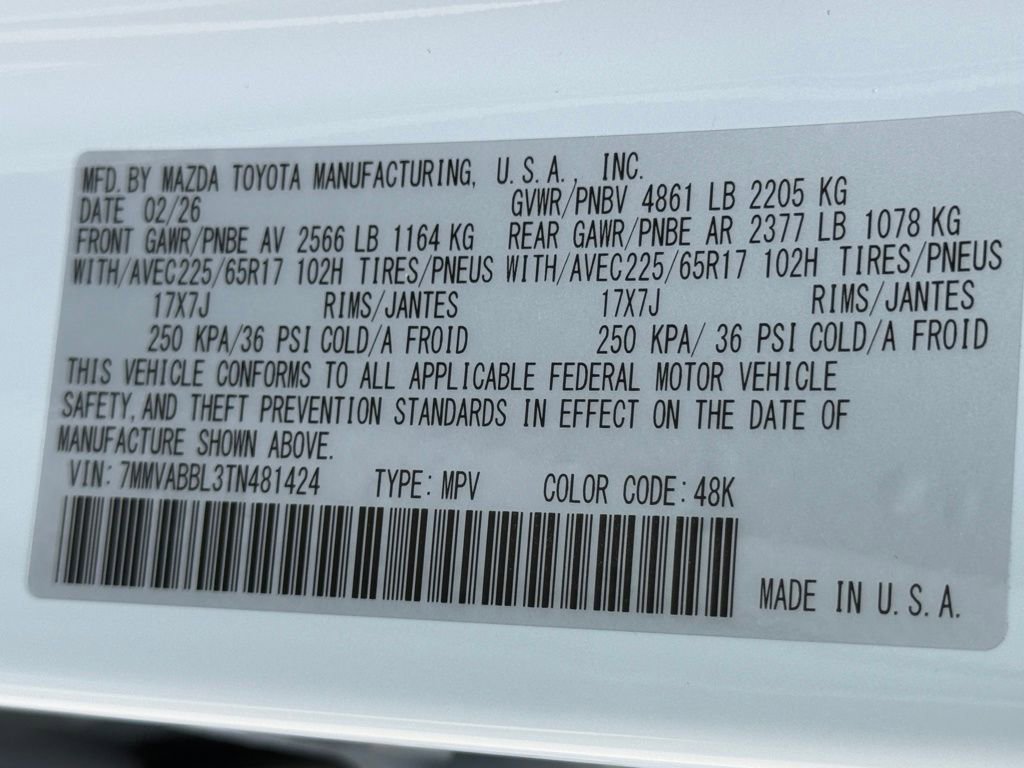 MFD. BY MAZDA TOYOTA MANUFACTURING, U.S.A., INC.
DATE 02/26 GVWR/PNBV 4861 LB 2205 KG
FRONT GAWR/PNBE AV 2566 LB 1164 KG REAR GAWR/PNBE AR 2377 LB 1078 KG
WITH/AVEC225/65R17 102H TIRES/PNEUS WITH/AVEC225/65R17 102H TIRES/PNEUS
17X7J RIMS/JANTES 17X7J RIMS/JANTES
250 KPA/36 PSI COLD/A FROID 250 KPA/ 36 PSI COLD/A FROID
THIS VEHICLE CONFORMS TO ALL APPLICABLE FEDERAL MOTOR VEHICLE
SAFETY, AND THEFT PREVENTION STANDARDS IN EFFECT ON THE DATE OF
MANUFACTURE SHOWN ABOVE.
VIN: 7MMVABBL3TN481424 TYPE: MPV COLOR CODE: 48K
MADE IN U.S.A.